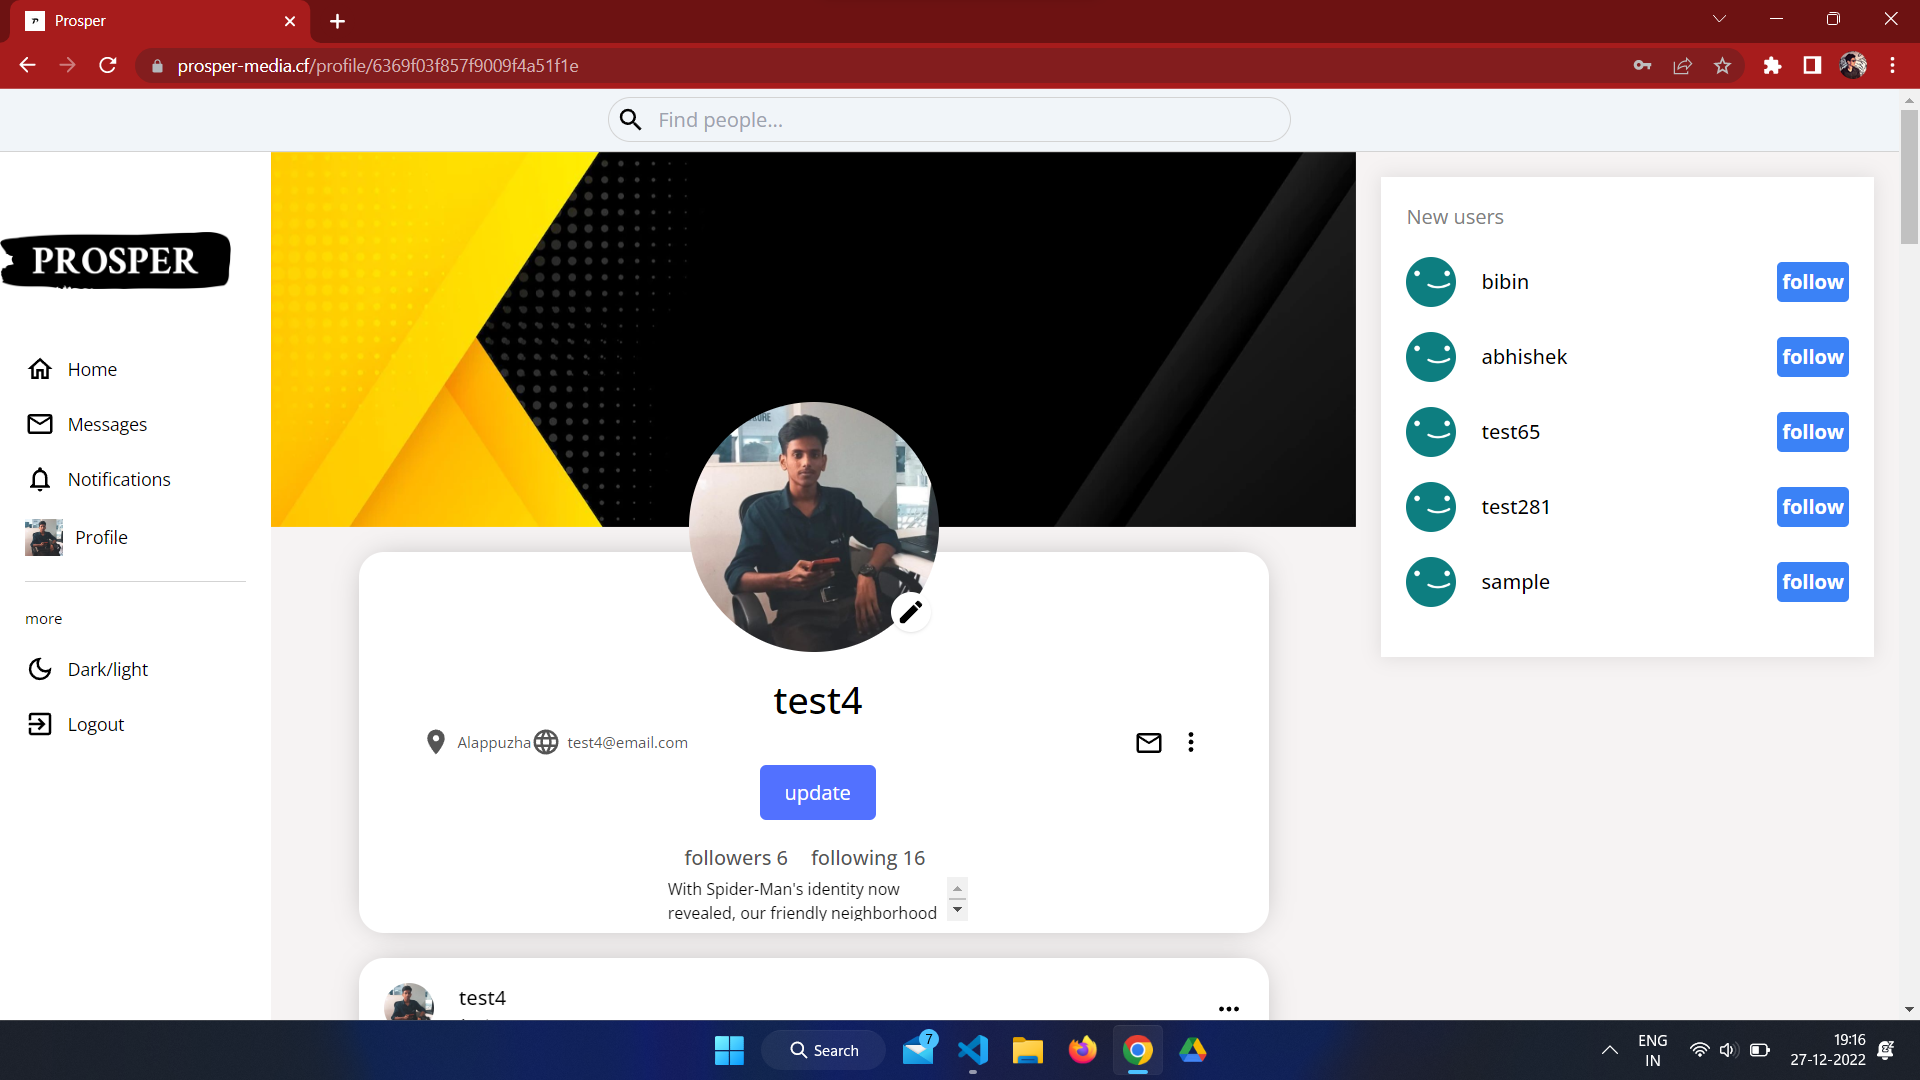 Prosper
prosper-media.cf/profile/6369f03f857f9009f4a51f1e
Find people...
PROSPER
Home
Messages
Notifications
Profile
more
Dark/light
Logout
test4
Alappuzha
test4@email.com
update
followers 6 following 16
With Spider-Man's identity now
revealed, our friendly neighborhood
test4
New users
bibin follow
abhishek follow
test65 follow
test281 follow
sample follow
Search
7
ENG
IN
19:16
27-12-2022